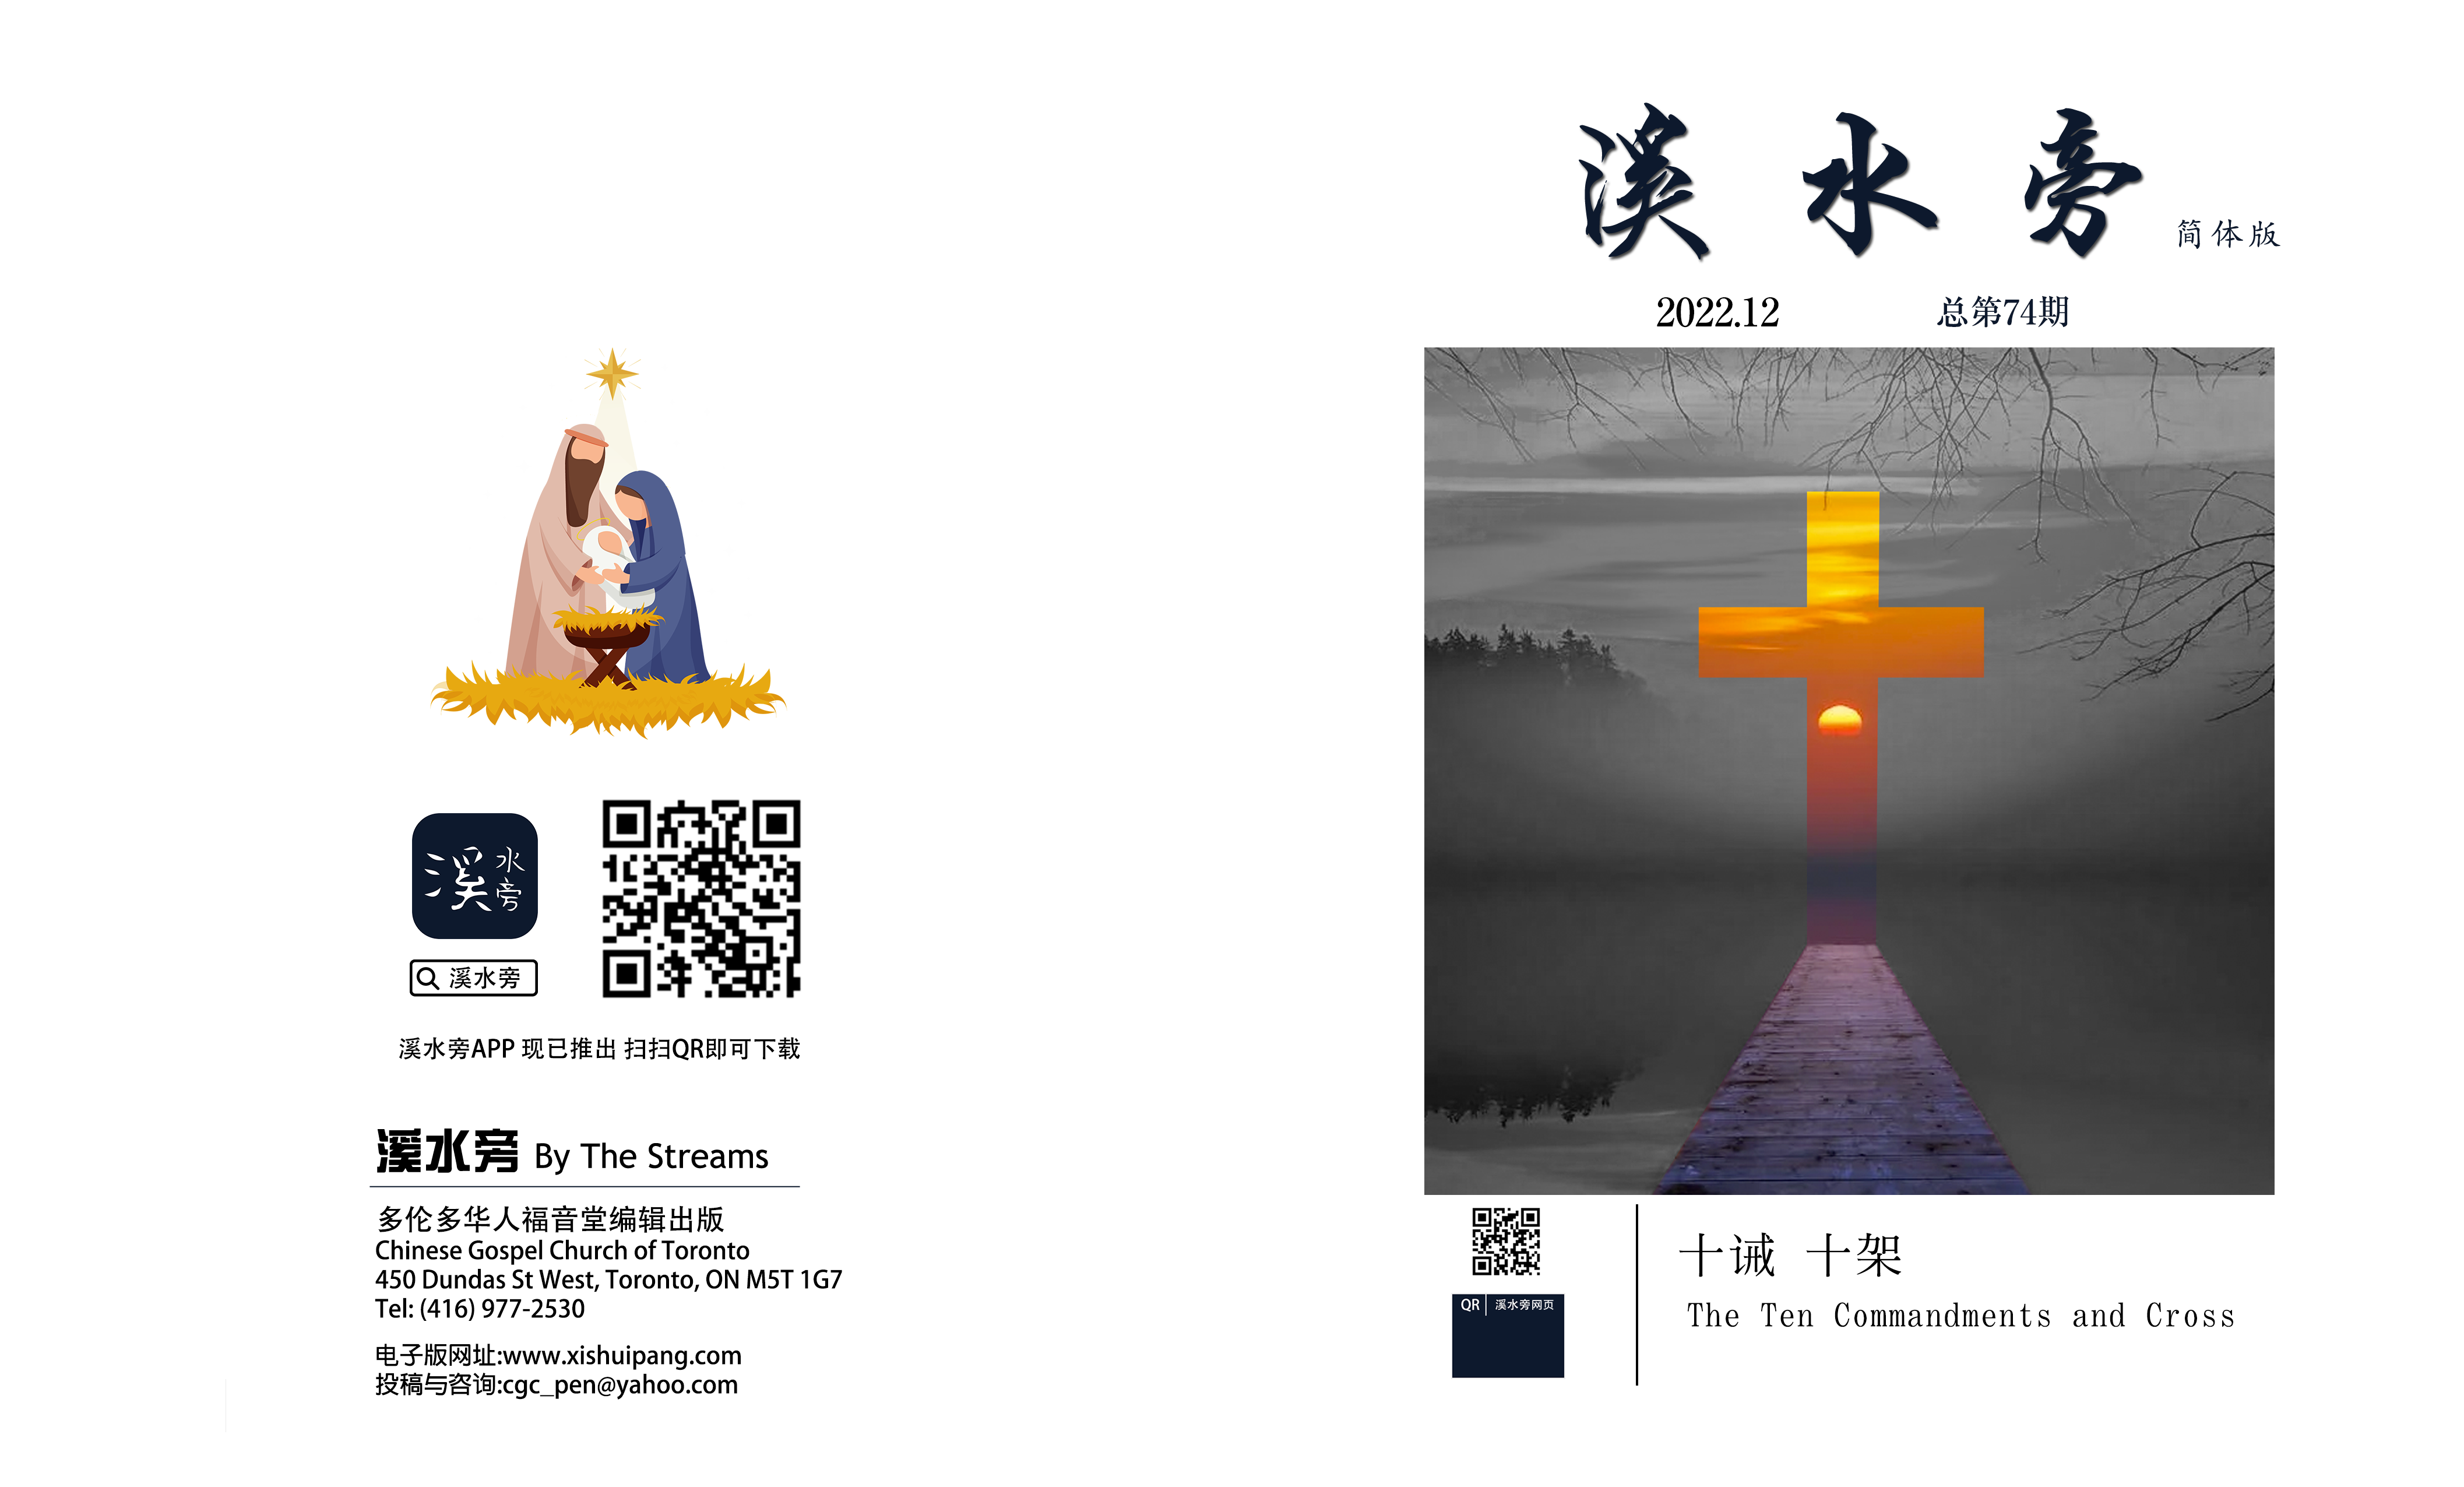 溪水旁 简体版
2022.12 总第74期
QR 溪水旁网页
十诫 十架
The Ten Commandments and Cross
溪水旁
溪水旁
溪水旁APP 现已推出 扫扫QR即可下载
溪水旁 By The Streams
多伦多华人福音堂编辑出版
Chinese Gospel Church of Toronto
450 Dundas St West, Toronto, ON M5T 1G7
Tel: (416) 977-2530
电子版网址:www.xishuipang.com
投稿与咨询:cgc_pen@yahoo.com